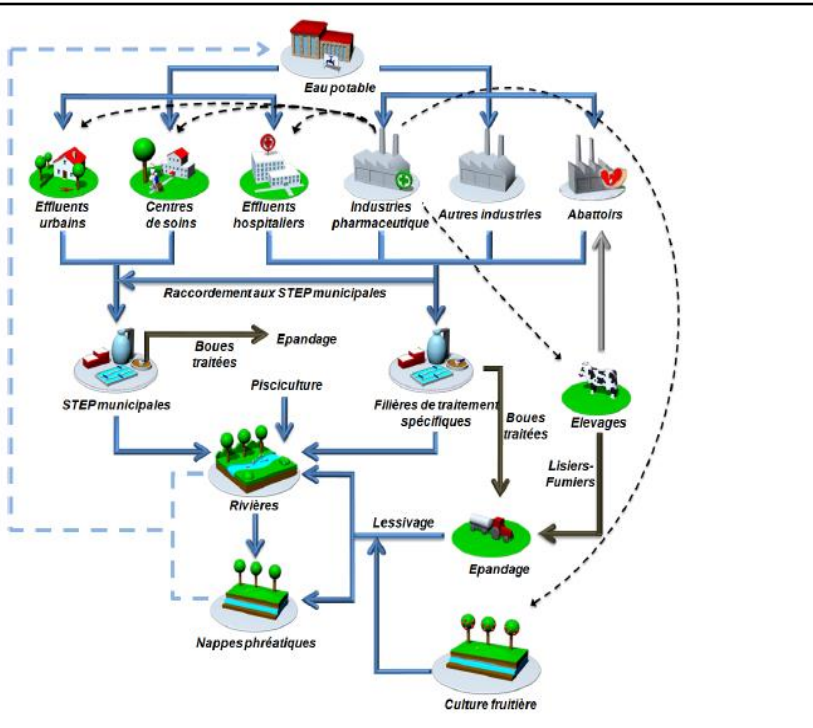 Eau potable
Effluents
urbains
Centres
de soins
Effluents
hospitaliers
Industries
pharmaceutique
Autres industries
Abattoirs
Raccordement aux STEP municipales
Boues
traitées
Epandage
STEP municipales
Pisciculture
Filières de traitement
spécifiques
Boues
traitées
Elevages
Lisiers-
Fumiers
Rivières
Lessivage
Epandage
Nappes phréatiques
Culture fruitière